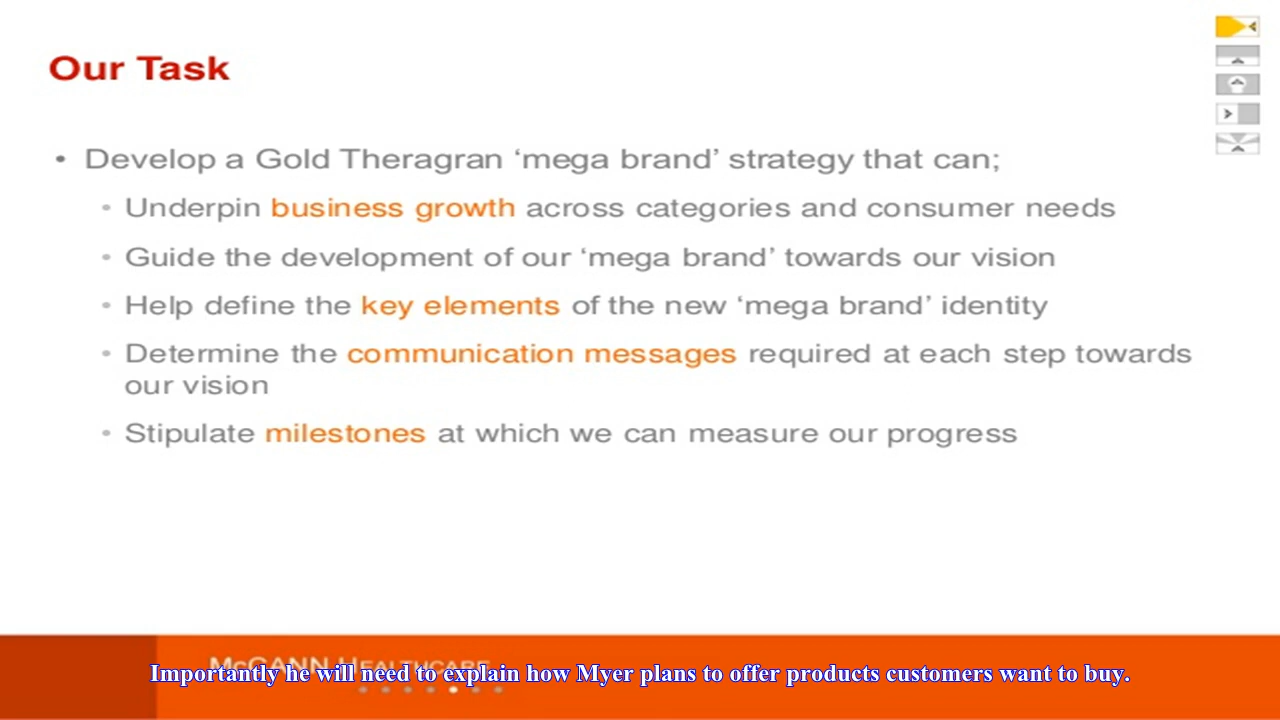 Our Task
• Develop a Gold Theragran ‘mega brand’ strategy that can;
• Underpin business growth across categories and consumer needs
• Guide the development of our ‘mega brand’ towards our vision
• Help define the key elements of the new ‘mega brand’ identity
• Determine the communication messages required at each step towards
our vision
• Stipulate milestones at which we can measure our progress
MCCANN HEALTHCARE
Importantly he will need to explain how Myer plans to offer products customers want to buy.